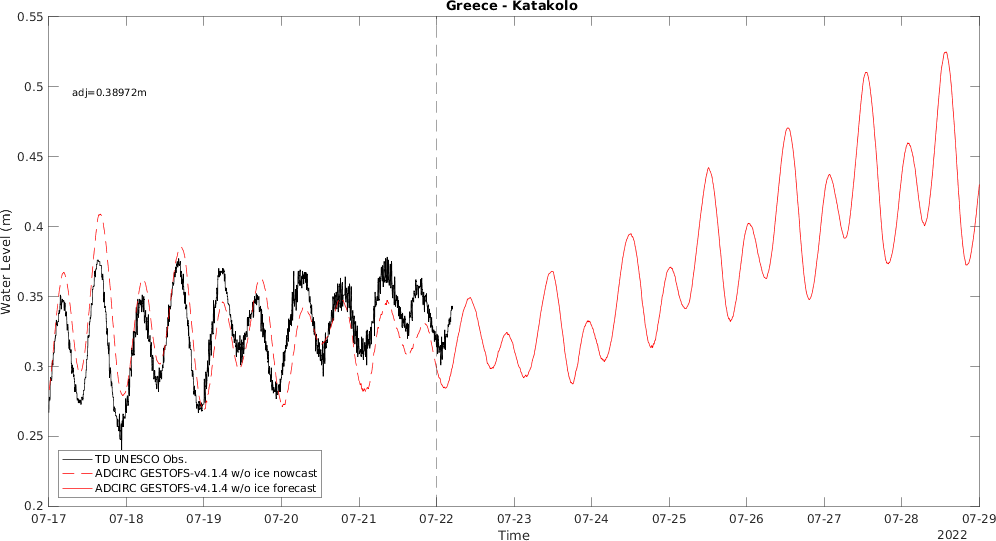 Greece - Katakolo
0.55
0.5
0.45
0.4
0.35
0.3
0.25
0.2
Water Level (m)
adj=0.38972m
TD UNESCO Obs.
ADCIRC GESTOFS-v4.1.4 w/o ice nowcast
ADCIRC GESTOFS-v4.1.4 w/o ice forecast
07-17 07-18 07-19 07-20 07-21 07-22 07-23 07-24 07-25 07-26 07-27 07-28 07-29
Time
2022